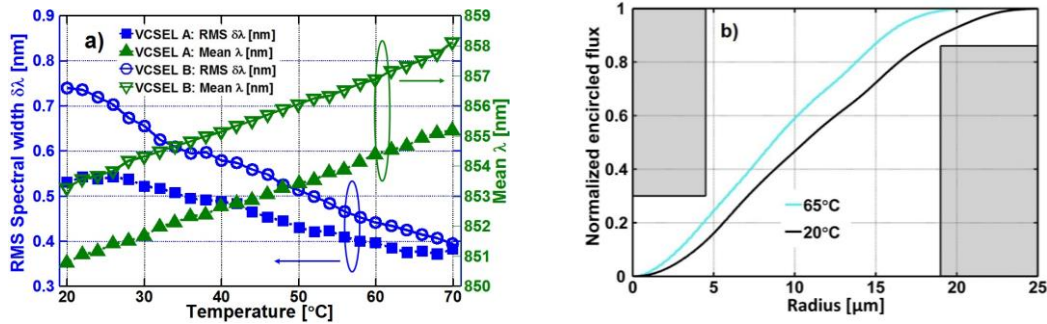 a)
VCSEL A: RMS δλ [nm]
VCSEL A: Mean λ [nm]
VCSEL B: RMS δλ [nm]
VCSEL B: Mean λ [nm]
RMS Spectral width δλ [nm]
0.9
0.8
0.7
0.6
0.5
0.4
0.3
20 30 40 50 60 70
Temperature [°C]
859
858
857
856
855
854
853
852
851
850
Mean λ [nm]
b)
Normalized encircled flux
1
0.8
0.6
0.4
0.2
0
65°C
20°C
0 5 10 15 20 25
Radius [µm]